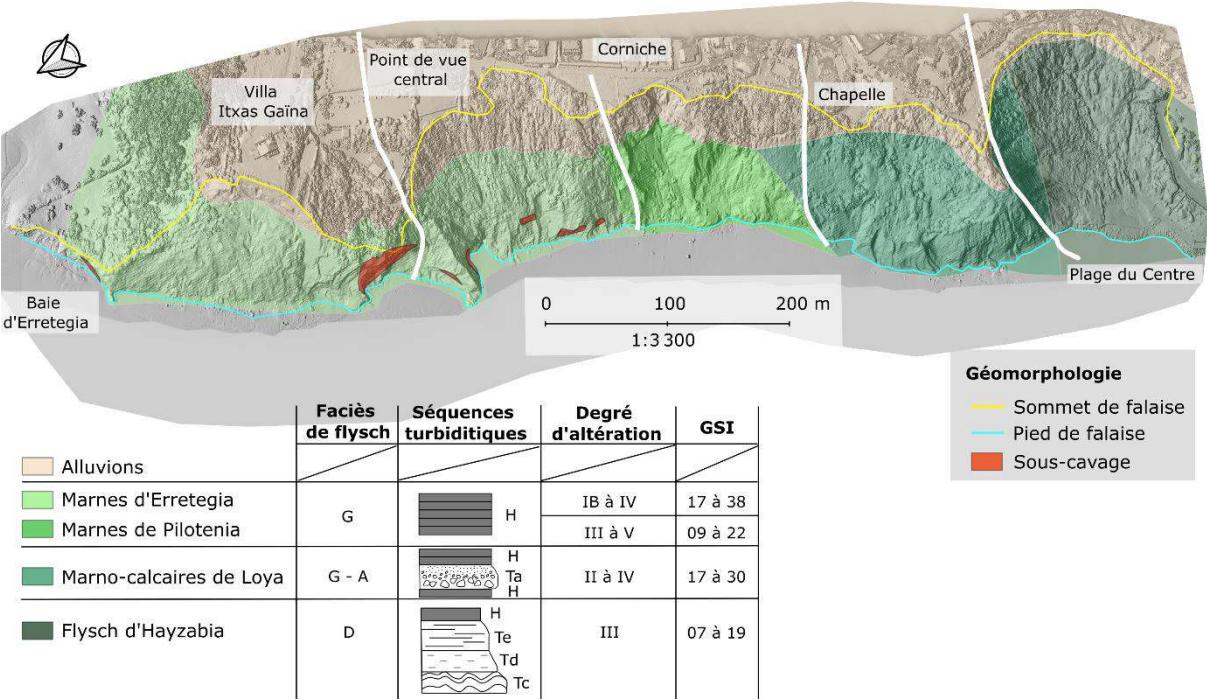 Villa
Itxas Gaïna
Point de vue
central
Corniche
Chapelle
Plage du Centre
Baie
d'Erretegia
0 100 200 m
1:3 300
Géomorphologie
Sommet de falaise
Pied de falaise
Sous-cavage
Faciès
de flysch
Séquences
turbiditiques
Degré
d'altération
GSI
Alluvions
Marnes d'Erretegia
Marnes de Pilotenia
G
H
IB à IV
17 à 38
III à V
09 à 22
Marno-calcaires de Loya
G - A
H
Ta
H
II à IV
17 à 30
Flysch d'Hayzabia
D
H
Te
Td
Tc
III
07 à 19